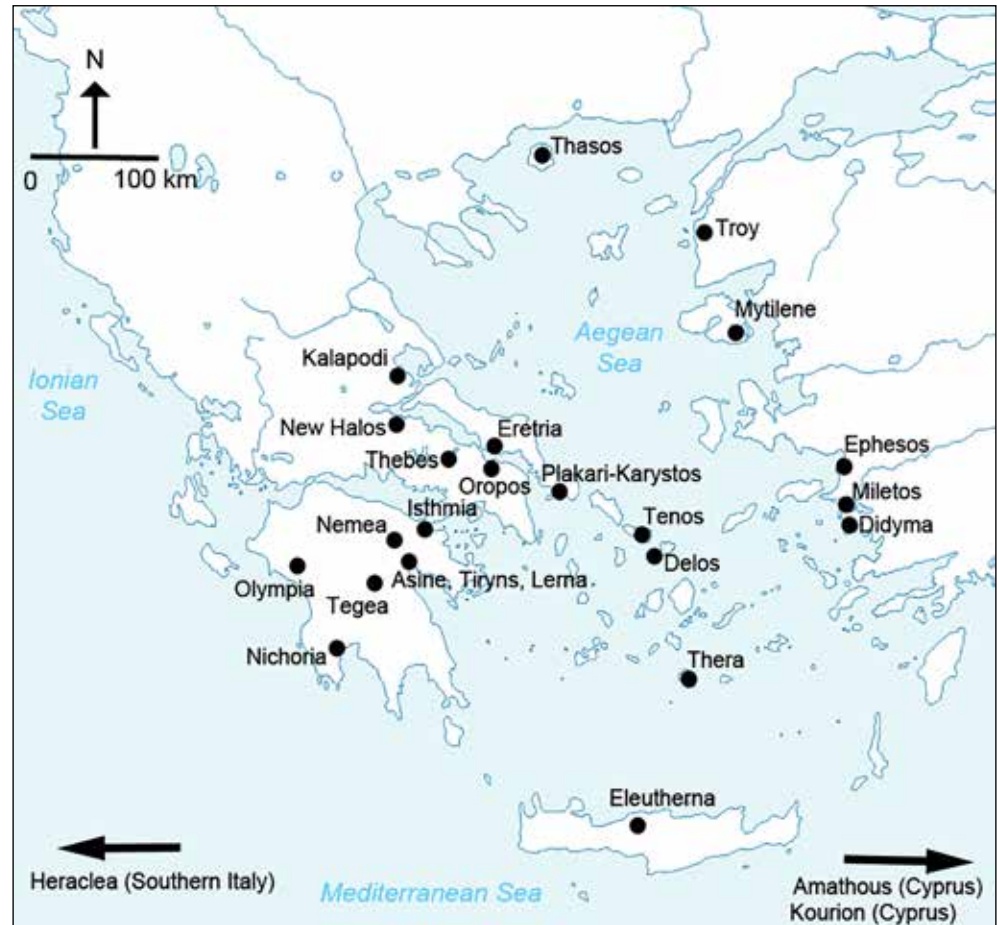 N
0 100 km
Thasos
Troy
Mytilene
Aegean
Sea
Kalapodi
Ionian
Sea
New Halos
Eretria
Thebes
Oropos
Plakari-Karystos
Ephesos
Miletos
Didyma
Isthmia
Nemea
Tenos
Delos
Olympia
Asine, Tiryns, Lerna
Tegea
Nichoria
Thera
Eleutherna
Heraclea (Southern Italy)
Mediterranean Sea
Amathous (Cyprus)
Kourion (Cyprus)